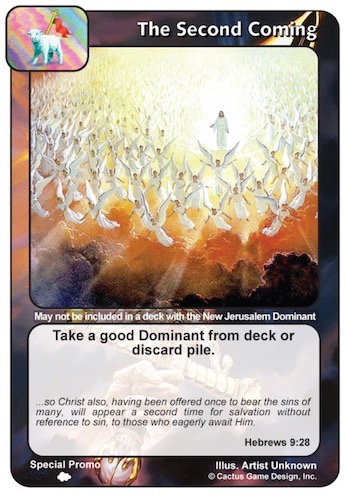 The Second Coming
May not be included in a deck with the New Jerusalem Dominant
Take a good Dominant from deck or
discard pile.
...so Christ also, having been offered once to bear the sins of
many, will appear a second time for salvation without
reference to sin, to those who eagerly await Him.
Hebrews 9:28
Special Promo
Illus. Artist Unknown
© Cactus Game Design, Inc.